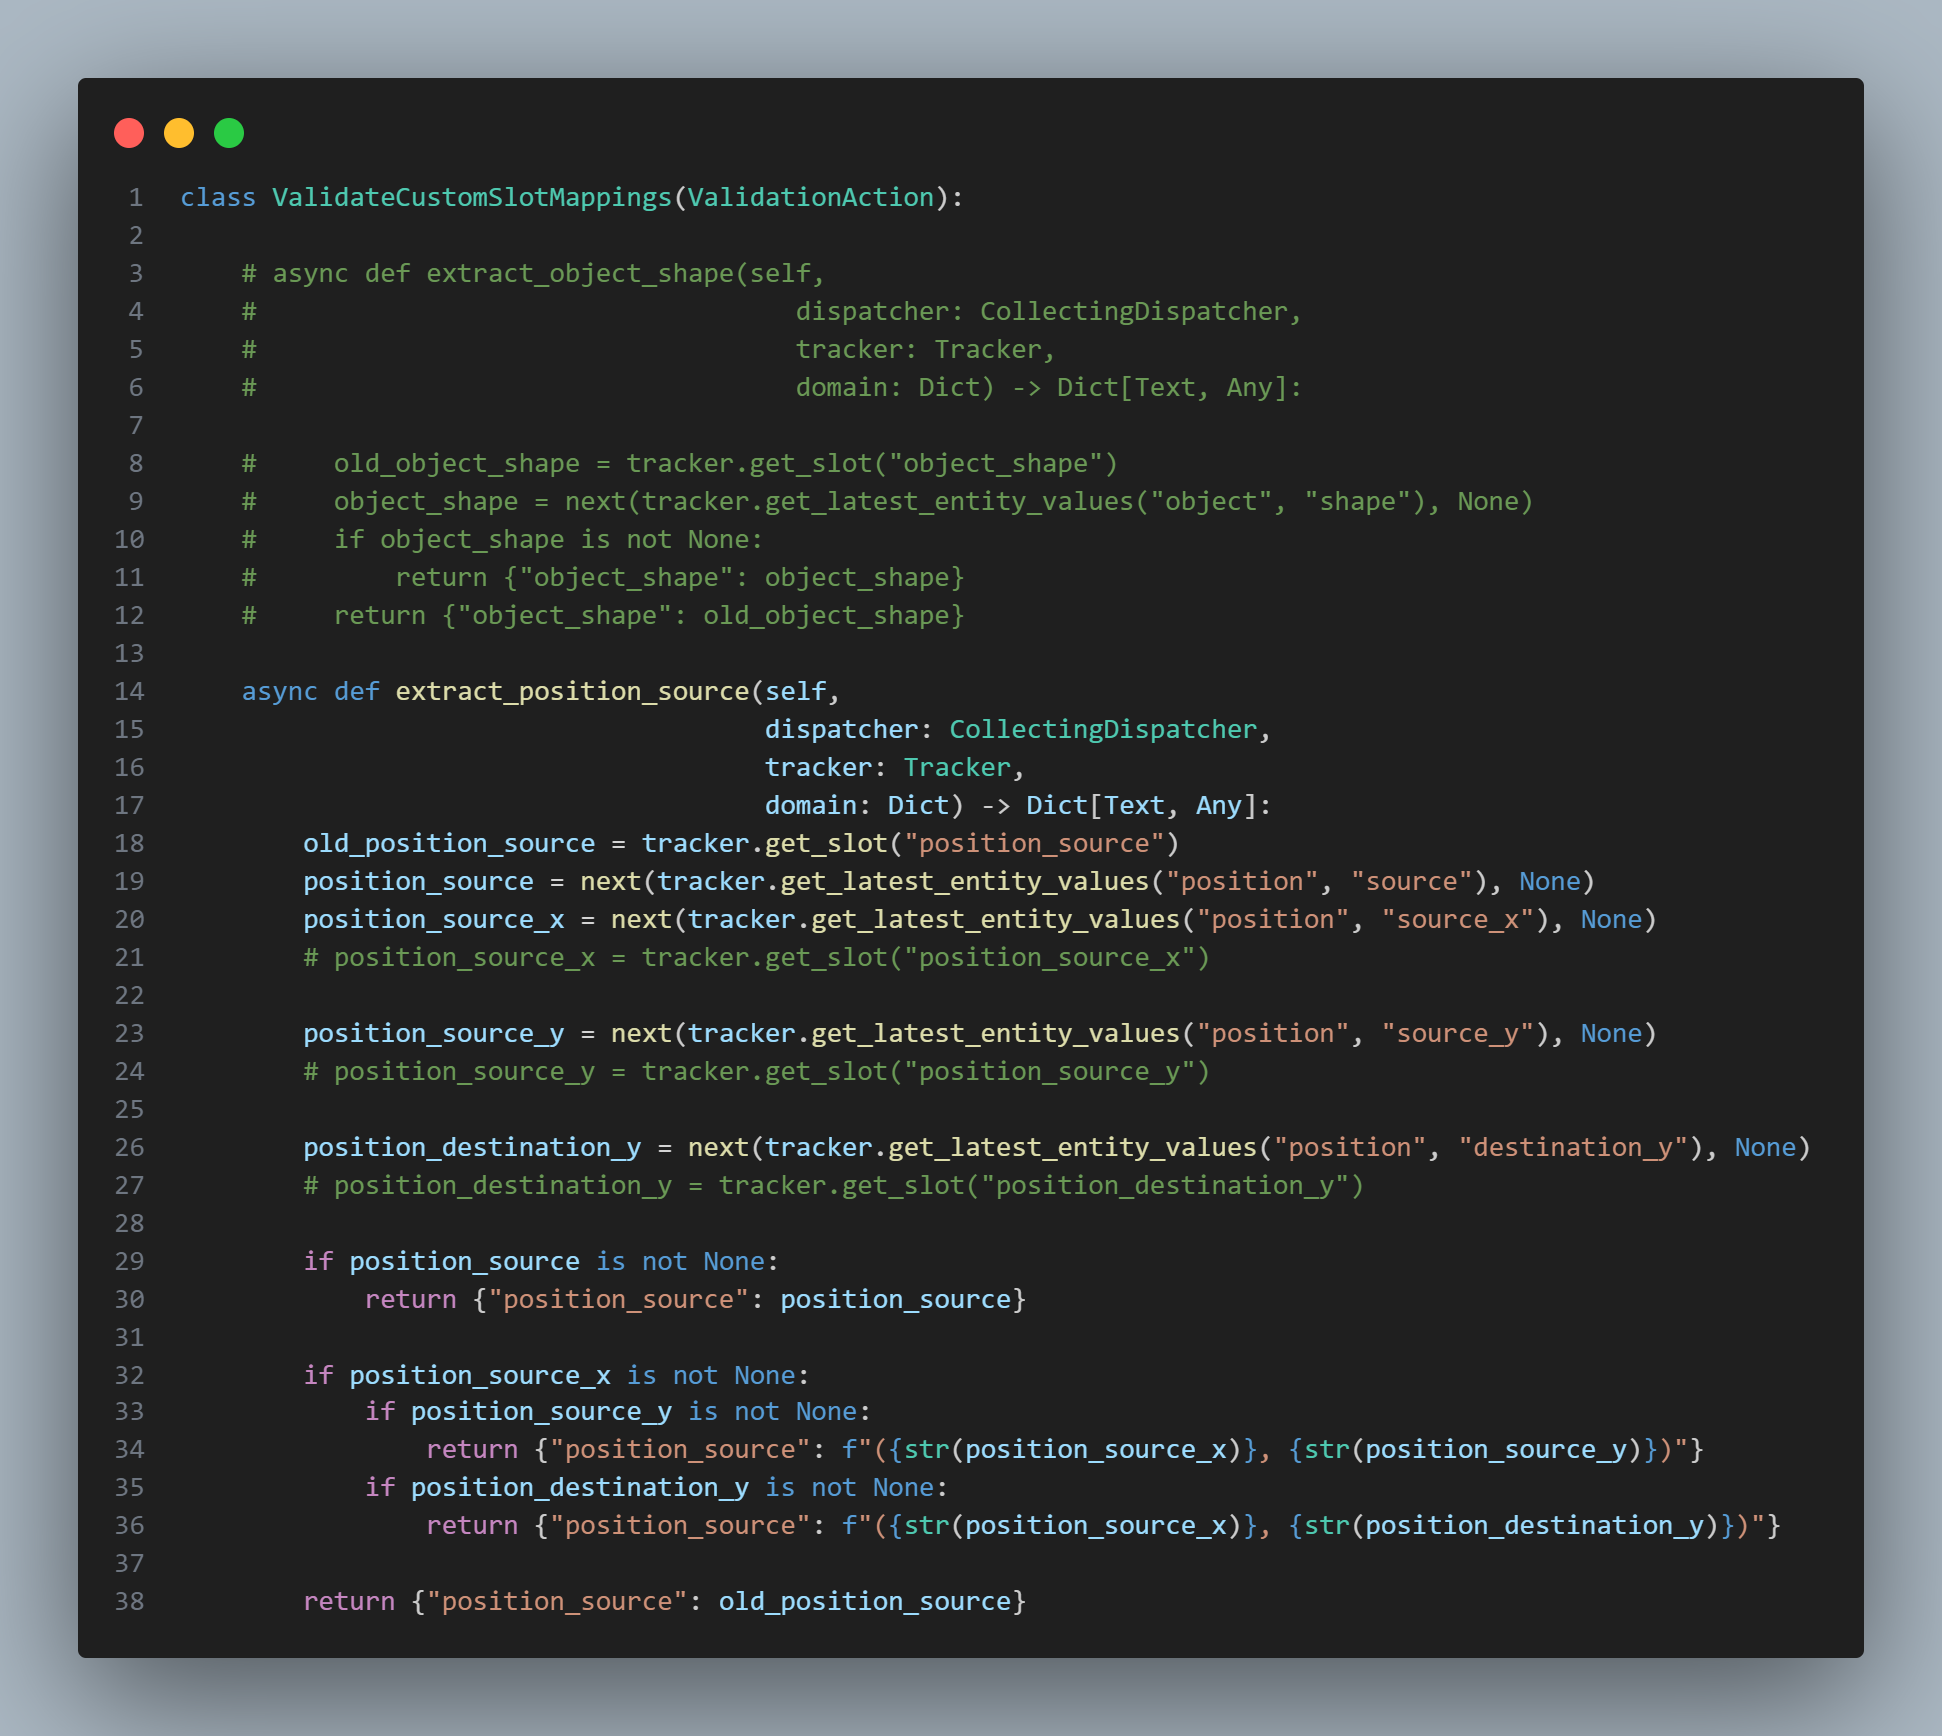 1 class ValidateCustomSlotMappings(ValidationAction):
2
3     # async def extract_object_shape(self,
4     #                                   dispatcher: CollectingDispatcher,
5     #                                   tracker: Tracker,
6     #                                   domain: Dict) -> Dict[Text, Any]:
7
8     #     old_object_shape = tracker.get_slot("object_shape")
9     #     object_shape = next(tracker.get_latest_entity_values("object", "shape"), None)
10     #     if object_shape is not None:
11     #         return {"object_shape": object_shape}
12     #     return {"object_shape": old_object_shape}
13
14     async def extract_position_source(self,
15                                       dispatcher: CollectingDispatcher,
16                                       tracker: Tracker,
17                                       domain: Dict) -> Dict[Text, Any]:
18         old_position_source = tracker.get_slot("position_source")
19         position_source = next(tracker.get_latest_entity_values("position", "source"), None)
20         position_source_x = next(tracker.get_latest_entity_values("position", "source_x"), None)
21         # position_source_x = tracker.get_slot("position_source_x")
22
23         position_source_y = next(tracker.get_latest_entity_values("position", "source_y"), None)
24         # position_source_y = tracker.get_slot("position_source_y")
25
26         position_destination_y = next(tracker.get_latest_entity_values("position", "destination_y"), None)
27         # position_destination_y = tracker.get_slot("position_destination_y")
28
29         if position_source is not None:
30             return {"position_source": position_source}
31
32         if position_source_x is not None:
33             if position_source_y is not None:
34                 return {"position_source": f"({str(position_source_x)}, {str(position_source_y)})"}
35             if position_destination_y is not None:
36                 return {"position_source": f"({str(position_source_x)}, {str(position_destination_y)})"}
37
38         return {"position_source": old_position_source}